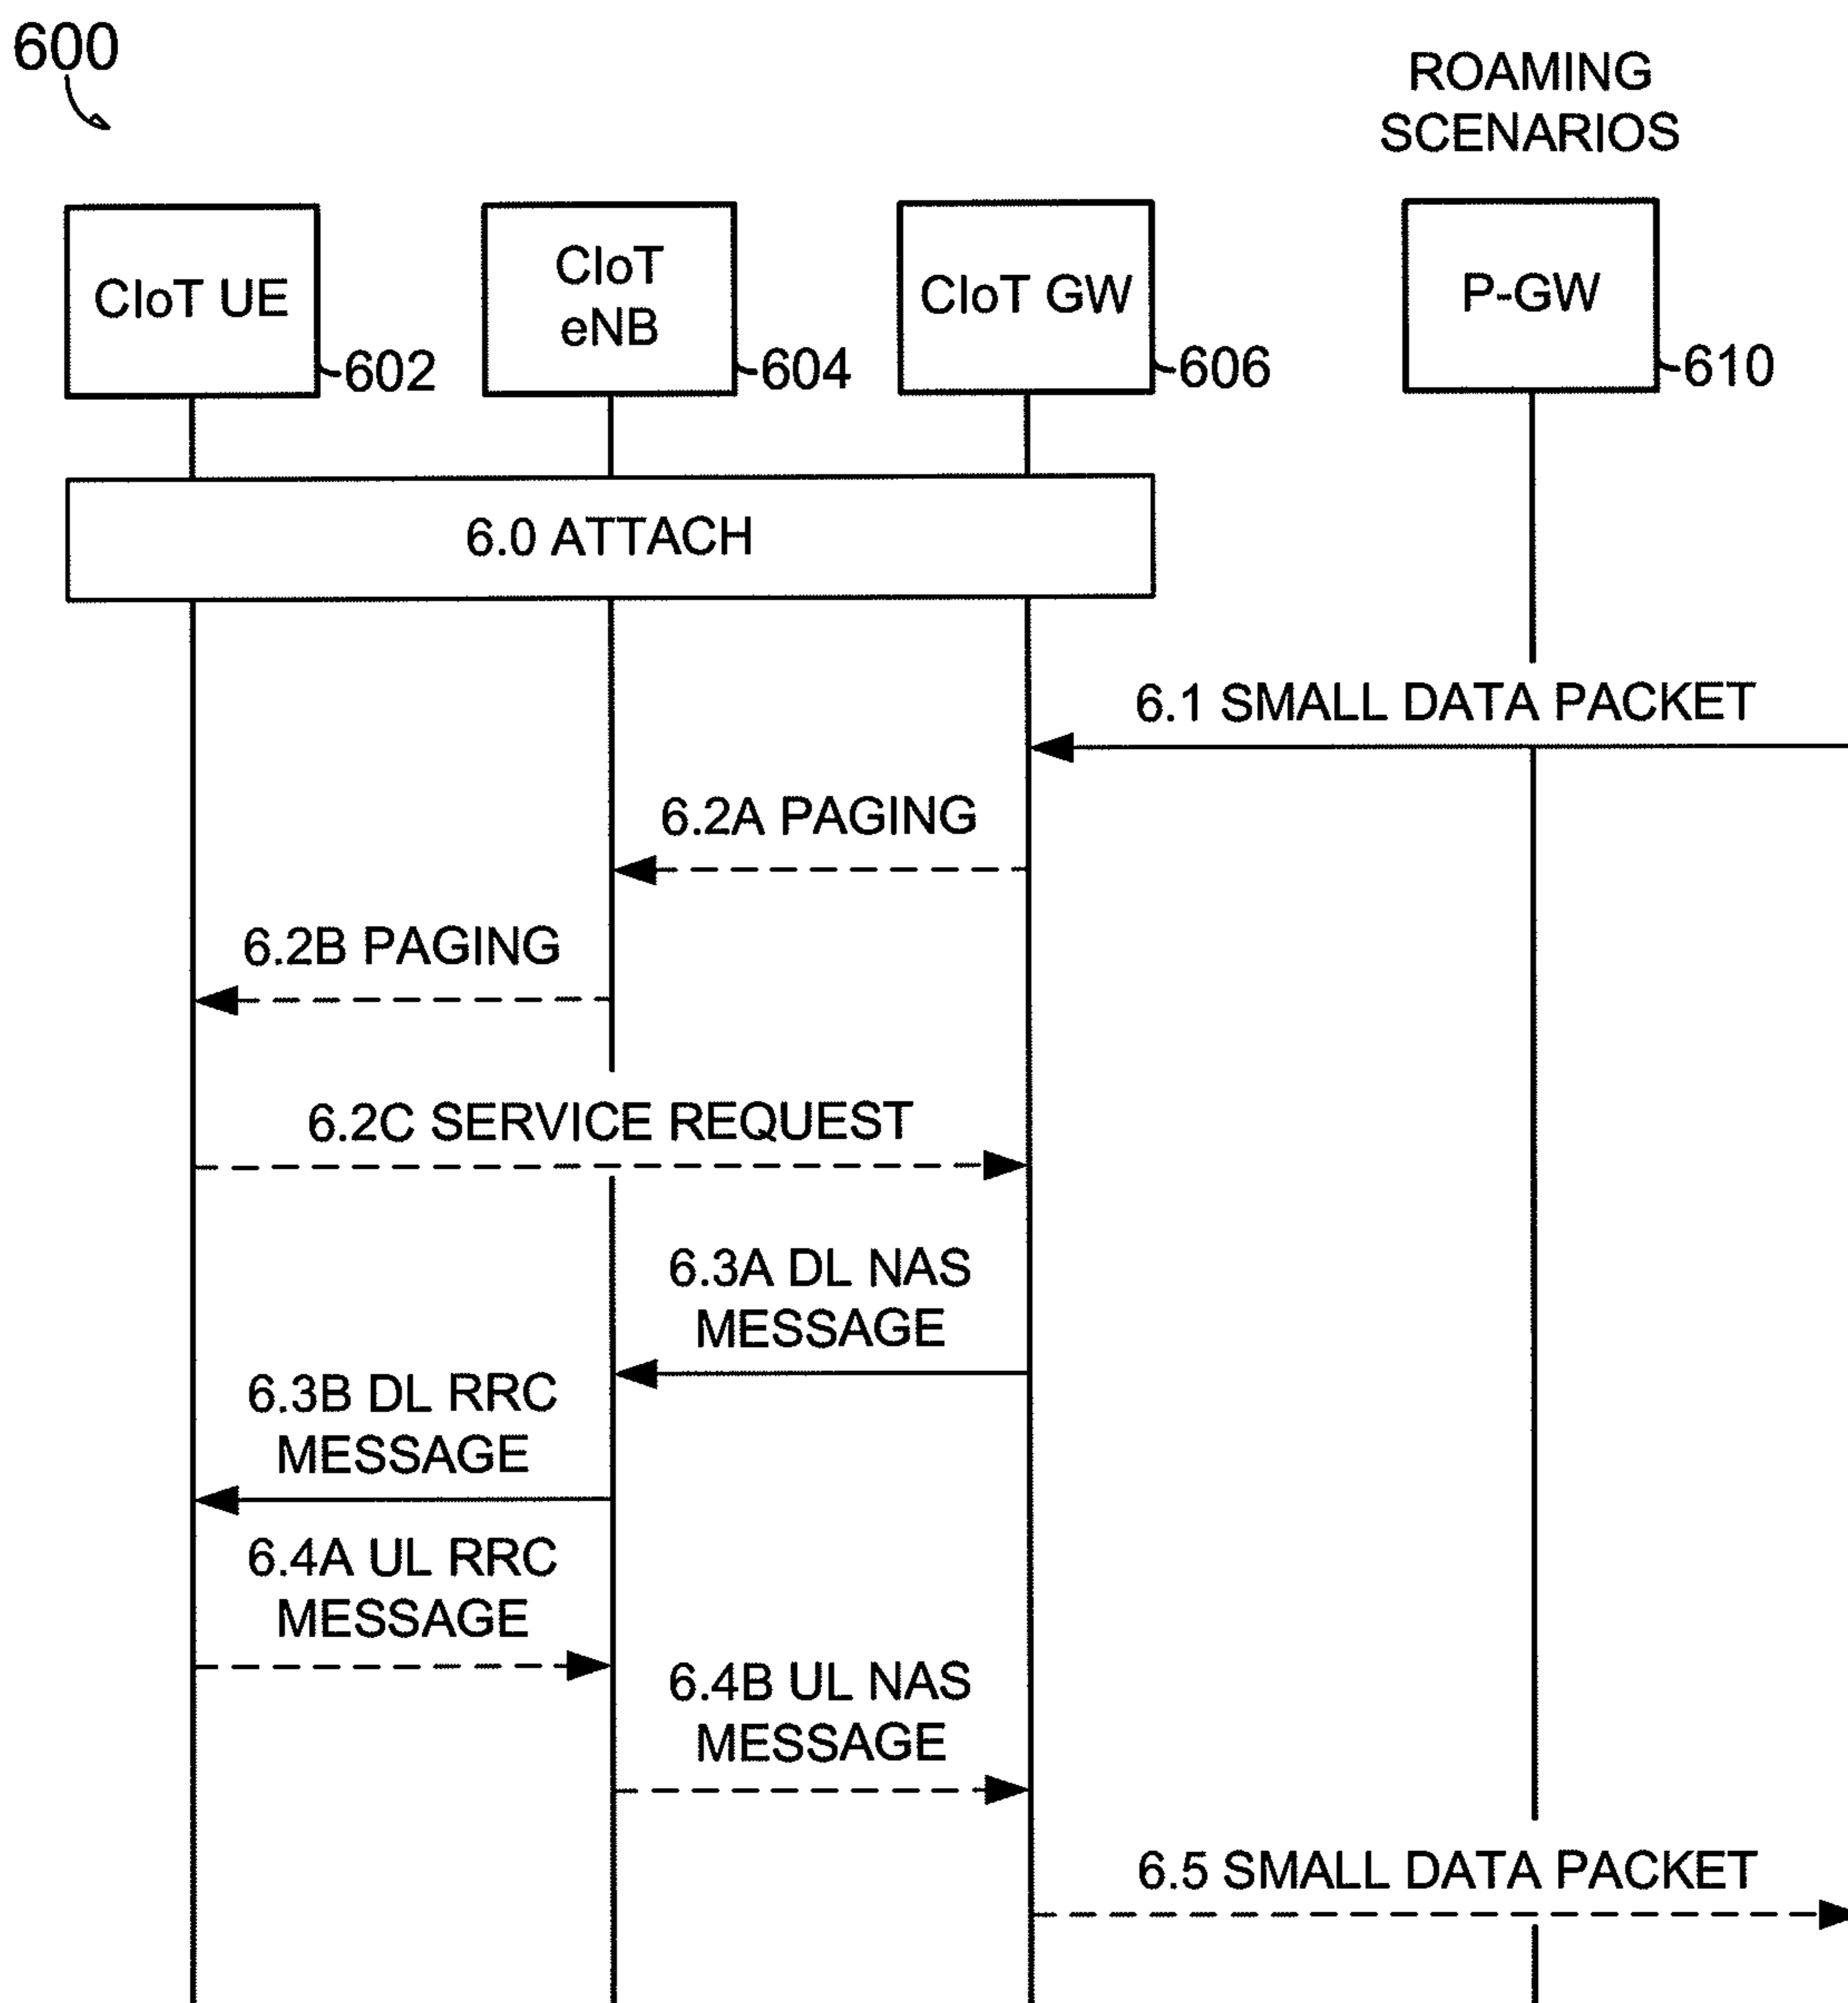 600
ROAMING
SCENARIOS
CIoT UE
602
CIoT
eNB
604
CIoT GW
606
P-GW
610
6.0 ATTACH
6.1 SMALL DATA PACKET
6.2A PAGING
6.2B PAGING
6.2C SERVICE REQUEST
6.3A DL NAS
MESSAGE
6.3B DL RRC
MESSAGE
6.4A UL RRC
MESSAGE
6.4B UL NAS
MESSAGE
6.5 SMALL DATA PACKET